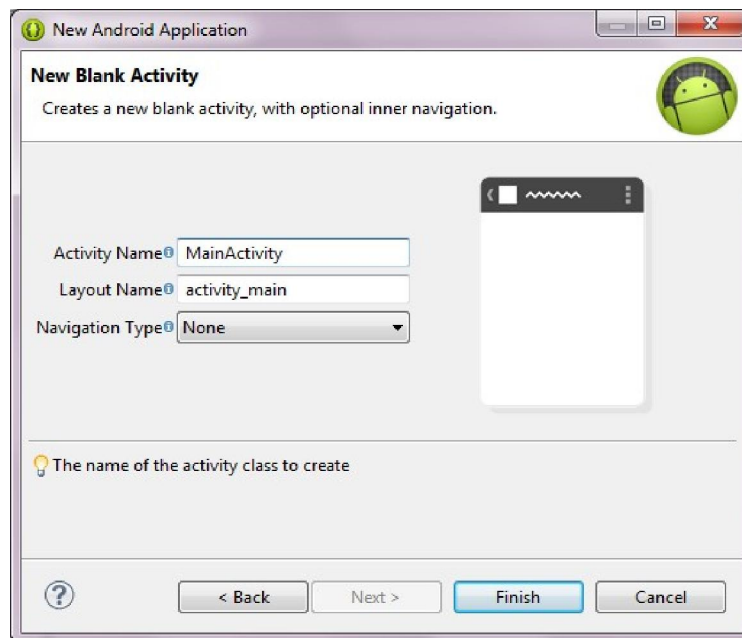 New Android Application
New Blank Activity
Creates a new blank activity, with optional inner navigation.
Activity Name MainActivity
Layout Name activity_main
Navigation Type None
The name of the activity class to create
< Back Next > Finish Cancel